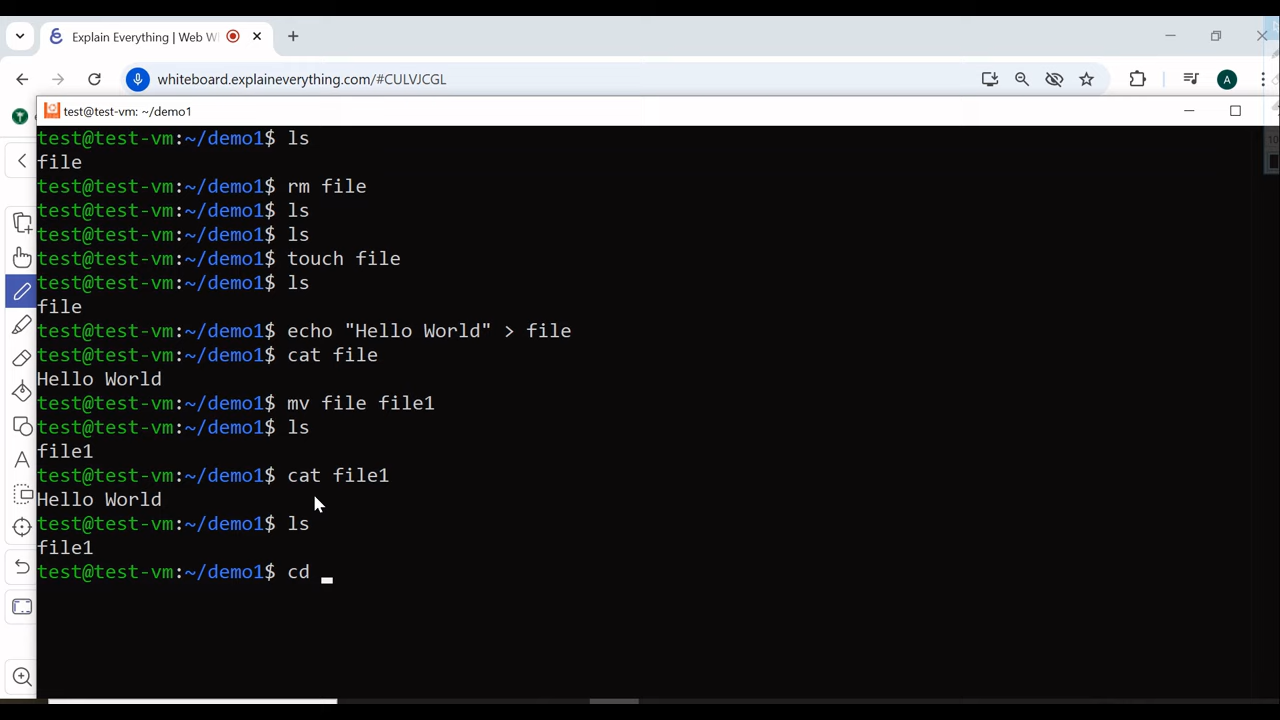 Explain Everything | Web W
whiteboard.explaineverything.com/#CULVJCGL
A
test@test-vm: ~/demo1
test@test-vm:~/demo1$ ls
file
test@test-vm:~/demo1$ rm file
test@test-vm:~/demo1$ ls
test@test-vm:~/demo1$ ls
test@test-vm:~/demo1$ touch file
test@test-vm:~/demo1$ ls
file
test@test-vm:~/demo1$ echo "Hello World" > file
test@test-vm:~/demo1$ cat file
Hello World
test@test-vm:~/demo1$ mv file file1
test@test-vm:~/demo1$ ls
file1
test@test-vm:~/demo1$ cat file1
Hello World
test@test-vm:~/demo1$ ls
file1
test@test-vm:~/demo1$ cd _